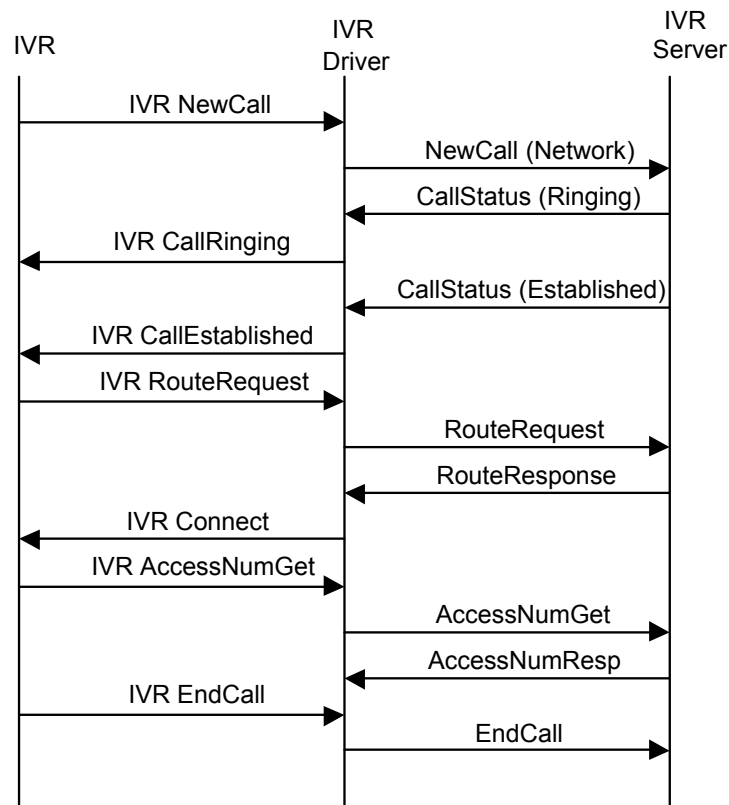 IVR
IVR
Driver
IVR
Server
IVR NewCall
NewCall (Network)
CallStatus (Ringing)
IVR CallRinging
CallStatus (Established)
IVR CallEstablished
IVR RouteRequest
RouteRequest
RouteResponse
IVR Connect
IVR AccessNumGet
AccessNumGet
AccessNumResp
IVR EndCall
EndCall